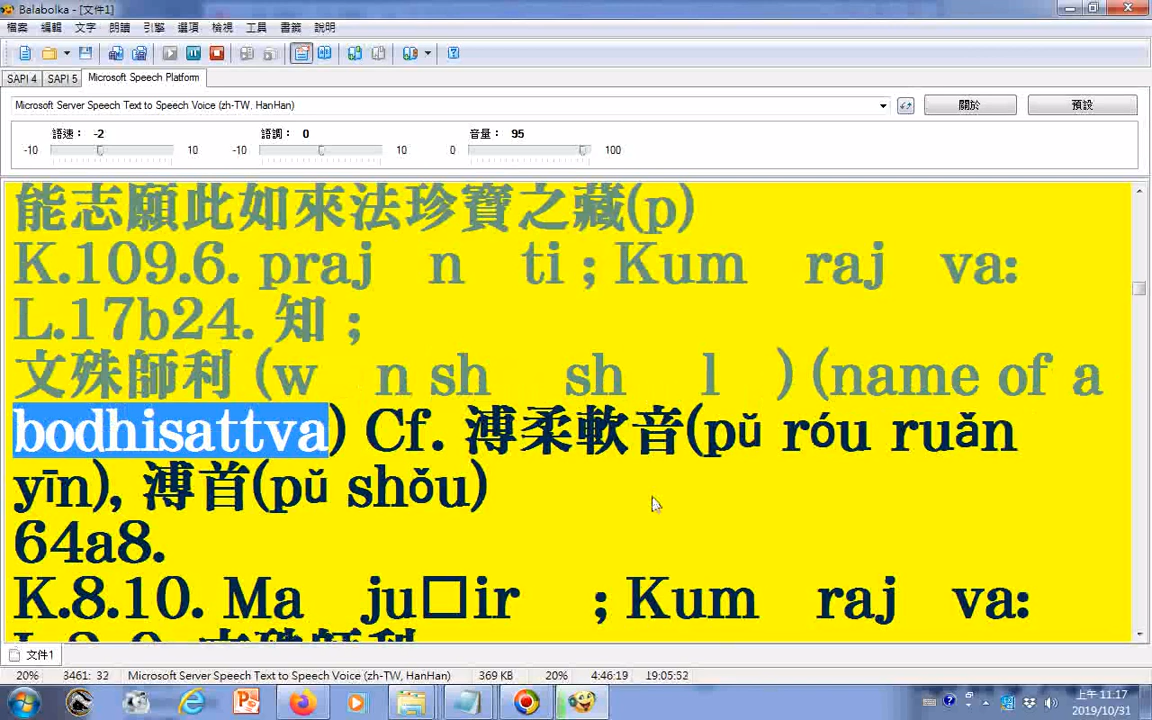 Balabolka - [文件1]
檔案 編輯 文字 朗讀 引擎 選項 檢視 工具 書籤 說明
SAPI 4 SAPI 5 Microsoft Speech Platform
Microsoft Server Speech Text to Speech Voice (zh-TW, HanHan) 關於 預設
語速： -2 語調： 0 音量： 95
-10 10 -10 10 0 100
能志願此如來法珍寶之藏(p)
K.109.6. praj n ti ; Kum raj va:
L.17b24. 知 ;
文殊師利 (w n sh sh l ) (name of a
bodhisattva) Cf. 溥柔軟音(pǔ róu ruǎn
yīn), 溥首(pǔ shǒu)
64a8.
K.8.10. Ma ju□ir ; Kum raj va:
文件1
20% 3461: 32 Microsoft Server Speech Text to Speech Voice (zh-TW, HanHan) 369 KB 20% 4:46:19 19:05:52
上午 11:17
2019/10/31